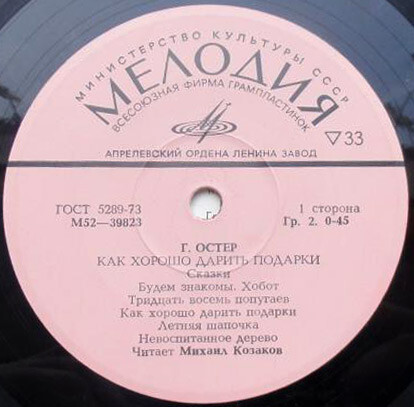 МИНИСТЕРСТВО КУЛЬТУРЫ СССР
МЕЛОДИЯ
ВСЕСОЮЗНАЯ ФИРМА ГРАМПЛАСТИНОК
33
АПРЕЛЕВСКИЙ ОРДЕНА ЛЕНИНА ЗАВОД
ГОСТ 5289-73
М52—39823
1 сторона
Гр. 2. 0-45
Г. ОСТЕР
КАК ХОРОШО ДАРИТЬ ПОДАРКИ
Сказки
Будем знакомы. Хобот
Тридцать восемь попугаев
Как хорошо дарить подарки
Летняя шапочка
Невоспитанное дерево
Читает Михаил Козаков